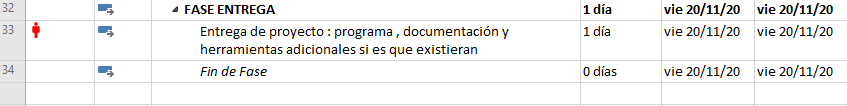 32 FASE ENTREGA 1 día vie 20/11/20 vie 20/11/20
33 Entrega de proyecto : programa , documentación y 1 día vie 20/11/20 vie 20/11/20
herramientas adicionales si es que existieran
34 Fin de Fase 0 días vie 20/11/20 vie 20/11/20